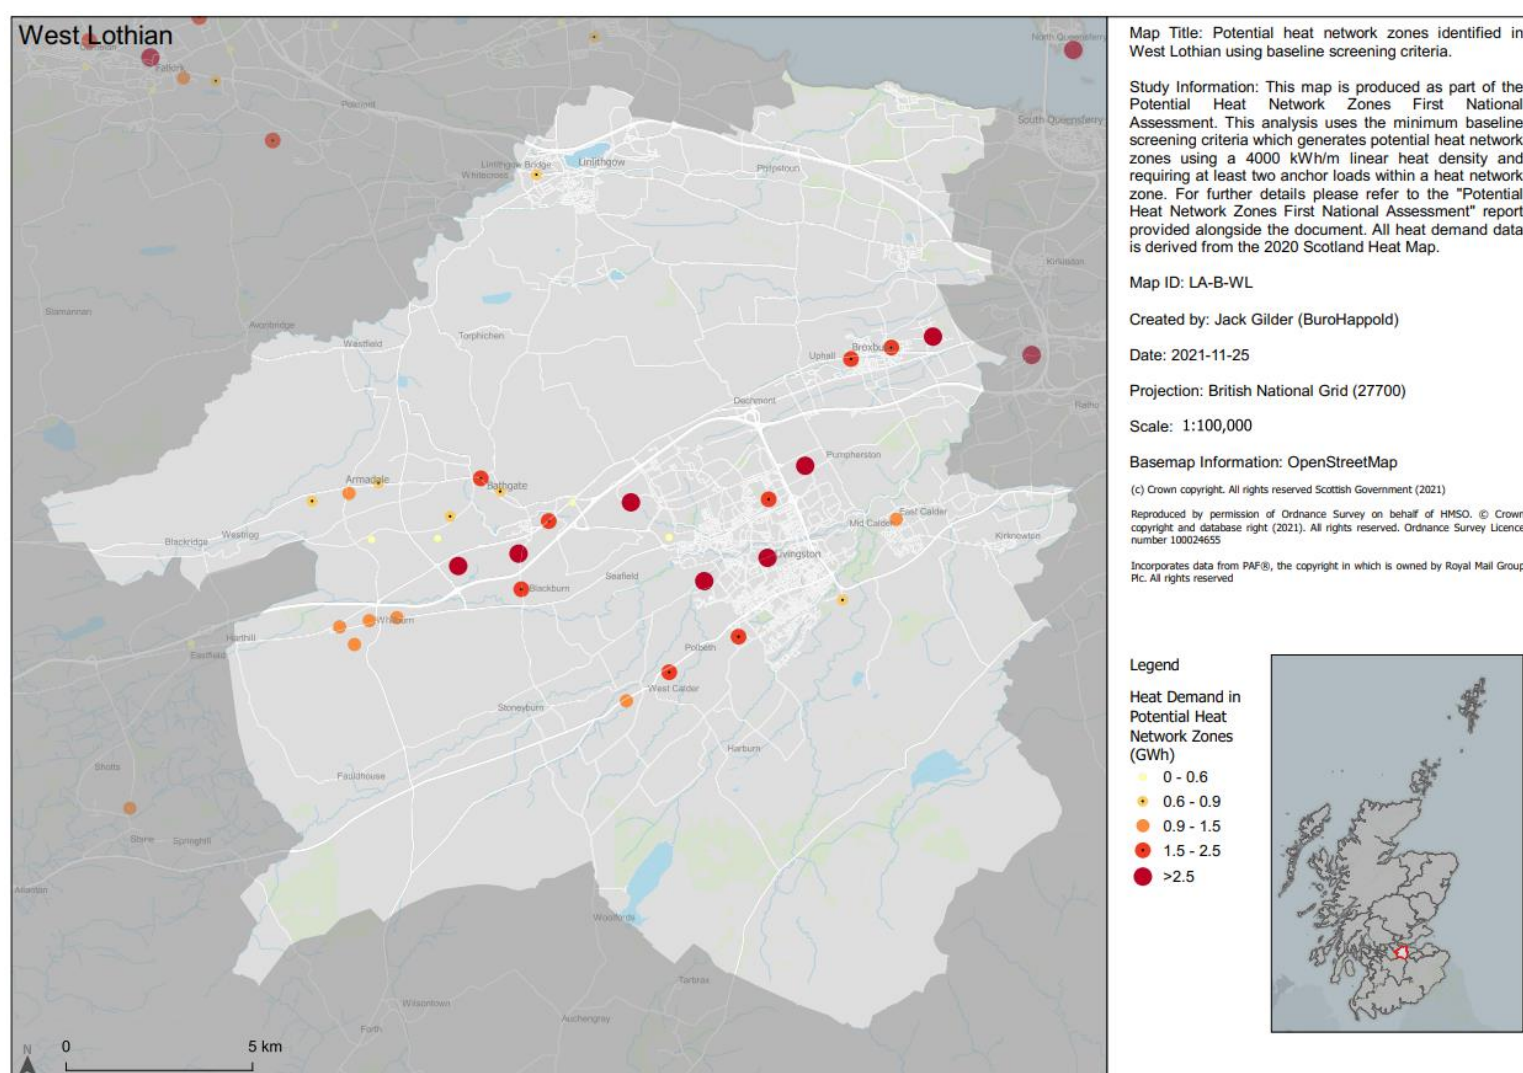 West Lothian
North Queensferry
Falkirk
Polmont
South Queensferry
Linlithgow Bridge
Linlithgow
Whitecross
Philpstoun
Kirkliston
Slamannan
Avonbridge
Torphichen
Westfield
Uphall
Broxbu
Ratho
Dechmont
Pumpherston
Armadale
Bathgate
East Calder
Mid Calder
Kirknewton
Westrigg
Blackridge
Livingston
Seafield
Blackburn
Whitburn
Harthill
Eastfield
Polbeth
West Calder
Stoneyburn
Harburn
Shotts
Fauldhouse
Shine
Springhill
Allanton
Woolfords
Tarbrax
Wilsontown
Auchengray
Forth
N
0
5 km
Map Title: Potential heat network zones identified in
West Lothian using baseline screening criteria.
Study Information: This map is produced as part of the
Potential Heat Network Zones First National
Assessment. This analysis uses the minimum baseline
screening criteria which generates potential heat network
zones using a 4000 kWh/m linear heat density and
requiring at least two anchor loads within a heat network
zone. For further details please refer to the "Potential
Heat Network Zones First National Assessment" report
provided alongside the document. All heat demand data
is derived from the 2020 Scotland Heat Map.
Map ID: LA-B-WL
Created by: Jack Gilder (BuroHappold)
Date: 2021-11-25
Projection: British National Grid (27700)
Scale: 1:100,000
Basemap Information: OpenStreetMap
(c) Crown copyright. All rights reserved Scottish Government (2021)
Reproduced by permission of Ordnance Survey on behalf of HMSO. © Crown
copyright and database right (2021). All rights reserved. Ordnance Survey Licence
number 100024655
Incorporates data from PAF®, the copyright in which is owned by Royal Mail Group
Plc. All rights reserved
Legend
Heat Demand in
Potential Heat
Network Zones
(GWh)
0 - 0.6
0.6 - 0.9
0.9 - 1.5
1.5 - 2.5
>2.5